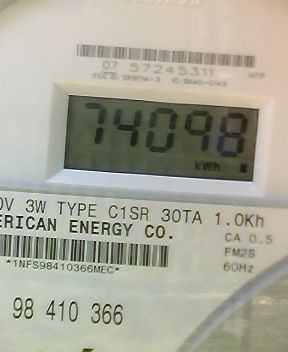 07 57245311
74098
kWh
0V 3W TYPE C1SR 30TA 1.0Kh
ERICAN ENERGY CO.
CA 0.5
FM2S
60Hz
*1NFS98410366MEC*
98 410 366